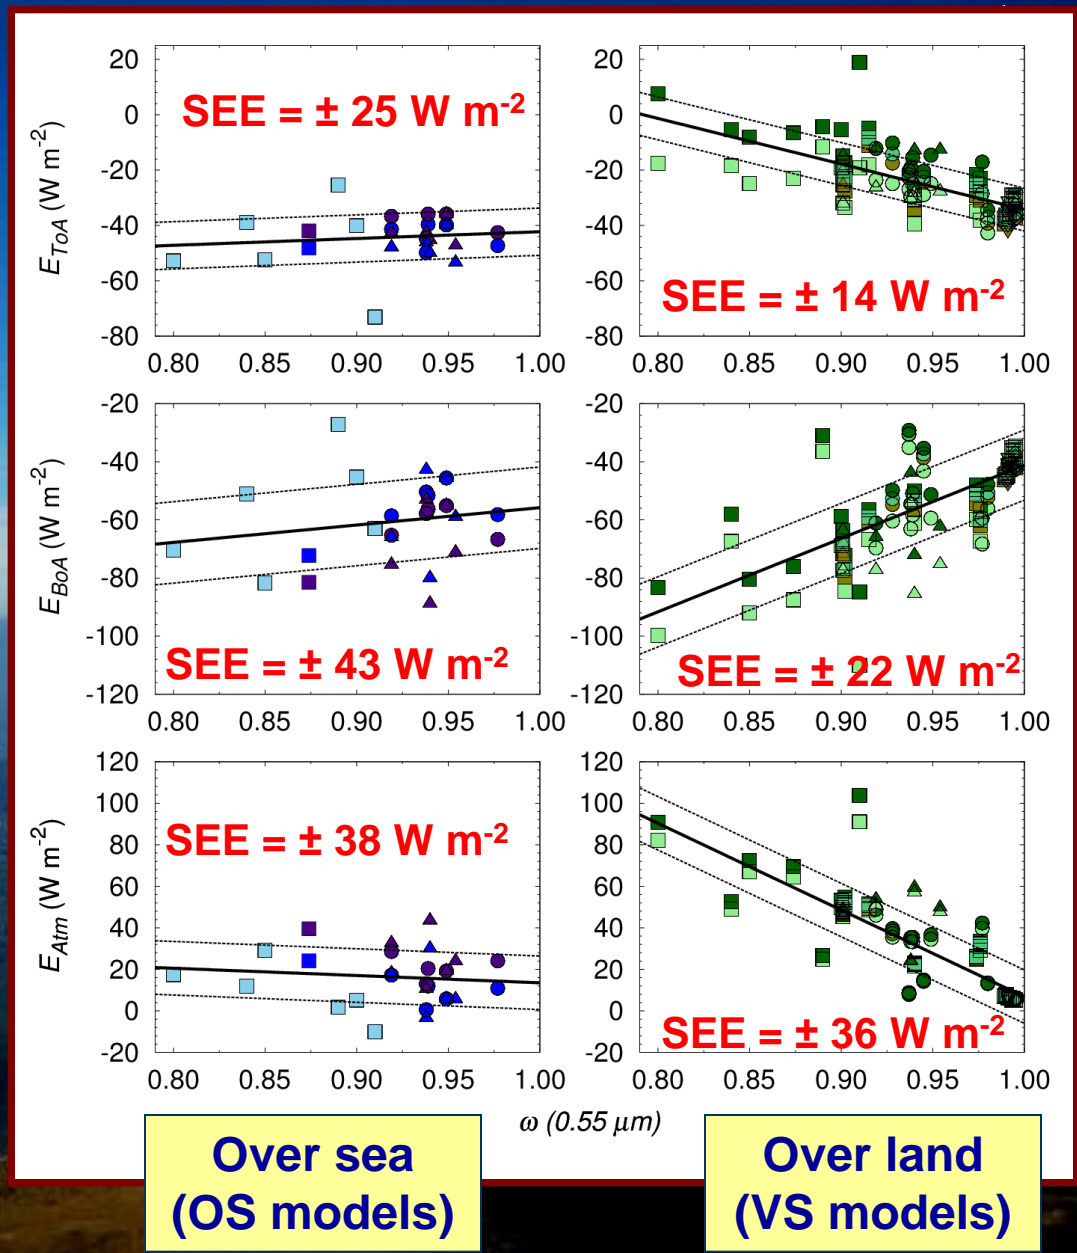 20
0
-20
-40
-60
-80
E_ToA (W m⁻²)
SEE = ± 25 W m⁻²
0.80 0.85 0.90 0.95 1.00
20
0
-20
-40
-60
-80
SEE = ± 14 W m⁻²
0.80 0.85 0.90 0.95 1.00
-20
-40
-60
-80
-100
-120
E_BoA (W m⁻²)
SEE = ± 43 W m⁻²
0.80 0.85 0.90 0.95 1.00
-20
-40
-60
-80
-100
-120
SEE = ± 22 W m⁻²
0.80 0.85 0.90 0.95 1.00
120
100
80
60
40
20
0
-20
E_Atm (W m⁻²)
SEE = ± 38 W m⁻²
0.80 0.85 0.90 0.95 1.00
120
100
80
60
40
20
0
-20
SEE = ± 36 W m⁻²
0.80 0.85 0.90 0.95 1.00
ω (0.55 μm)
Over sea
(OS models)
Over land
(VS models)